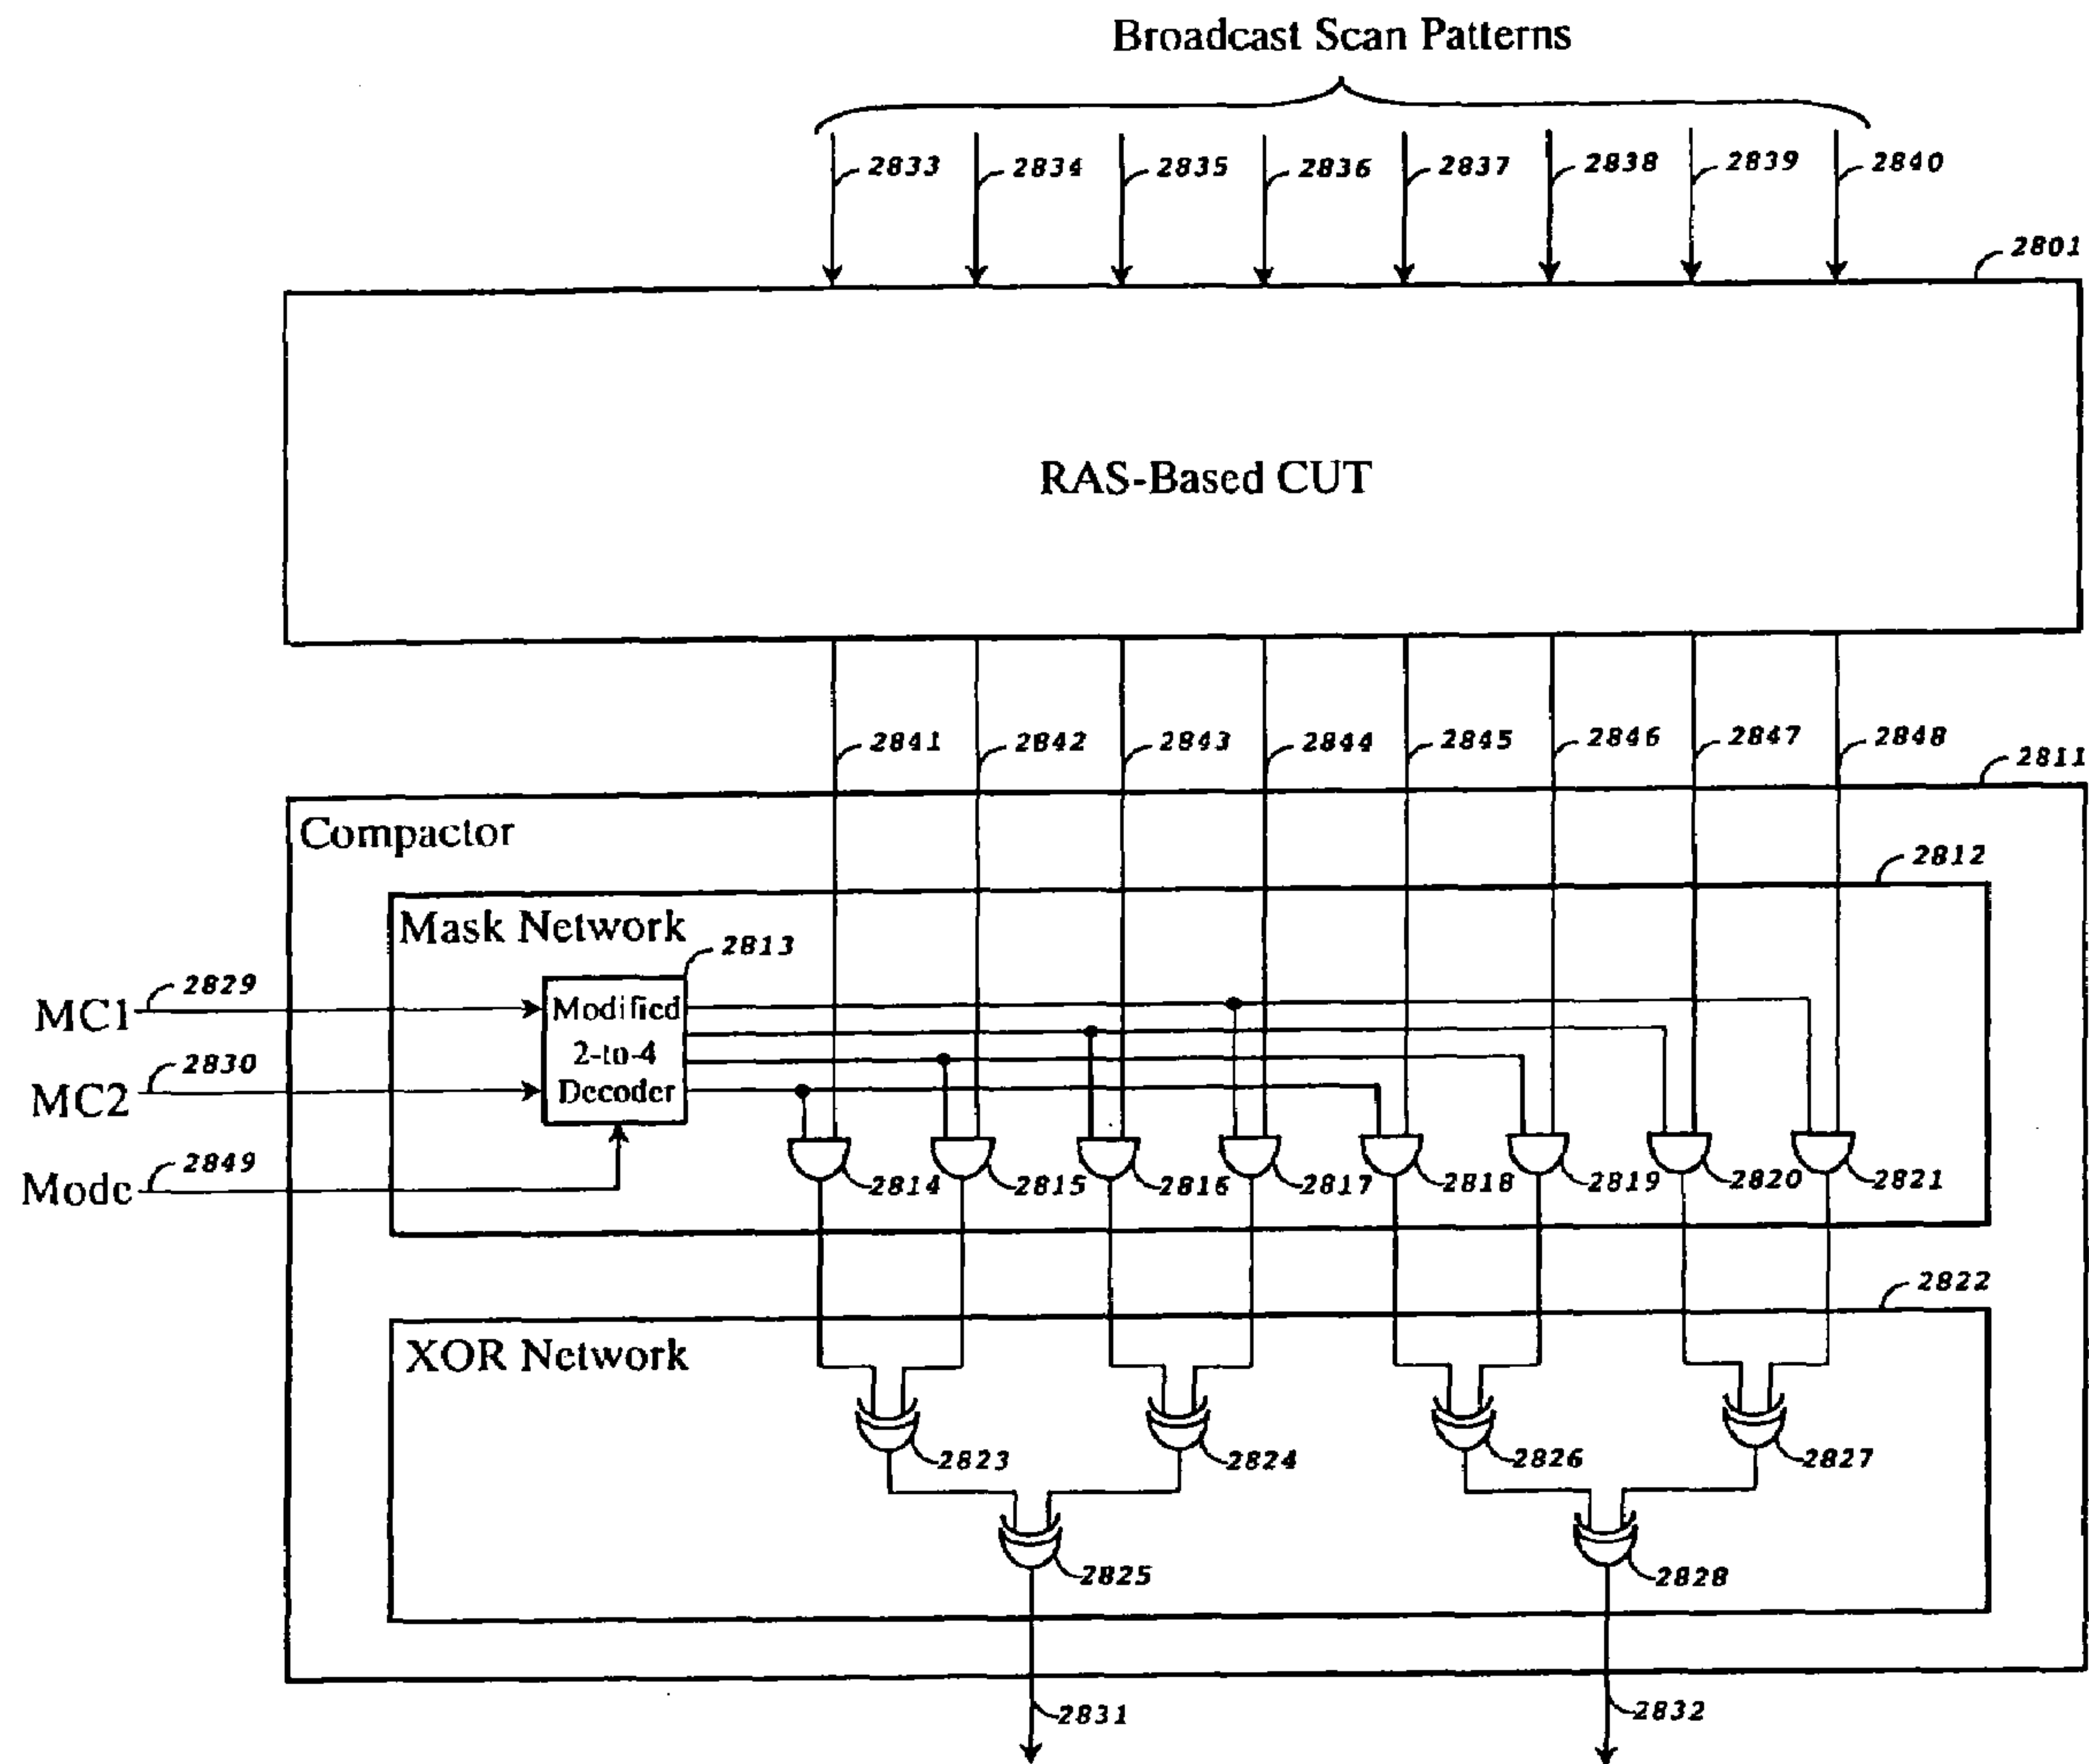 Broadcast Scan Patterns
2833 2834 2835 2836 2837 2838 2839 2840
2801
RAS-Based CUT
2841 2842 2843 2844 2845 2846 2847 2848
2811
Compactor
2812
Mask Network
2813
MC1 2829
Modified
2-to-4
Decoder
MC2 2830
Mode 2849
2814 2815 2816 2817 2818 2819 2820 2821
2822
XOR Network
2823 2824 2826 2827
2825 2828
2831 2832